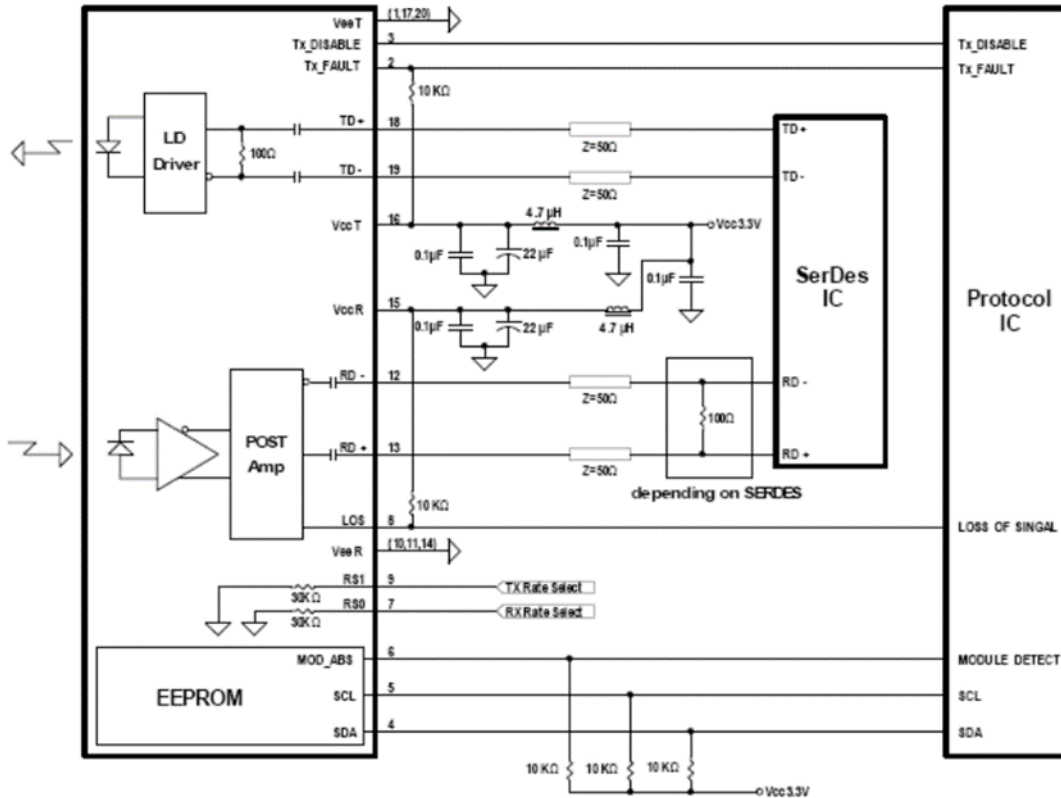 VeeT (1,17,20)
Tx_DISABLE 3 Tx_DISABLE
Tx_FAULT 2 Tx_FAULT
10 KΩ
TD+ 18 TD+
LD
Driver
100Ω
Z=50Ω
TD- 19 TD-
Z=50Ω
4.7 µH
VccT 16 Vcc3.3V
0.1µF 22 µF 0.1µF
0.1µF
SerDes
IC
Protocol
IC
VccR 15
0.1µF 22 µF 4.7 µH
RD - 12 RD -
Z=50Ω
100Ω
POST
Amp
RD + 13 RD +
Z=50Ω
depending on SERDES
10 KΩ
LOS 8 LOSS OF SINGAL
VeeR (10,11,14)
RS1 9 TX Rate Select
30KΩ
RS0 7 RX Rate Select
30KΩ
MOD_ABS 6 MODULE DETECT
EEPROM
SCL 5 SCL
SDA 4 SDA
10 KΩ 10 KΩ 10 KΩ
Vcc3.3V